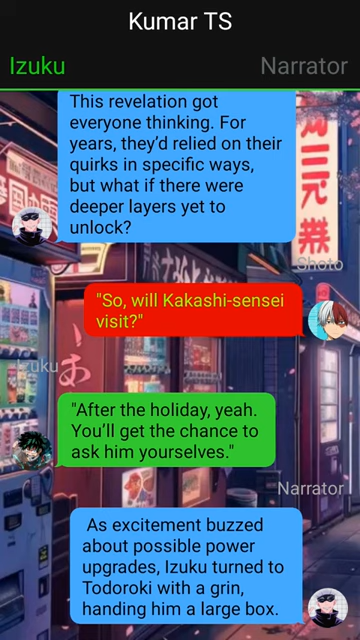 Kumar TS
Izuku
Narrator
This revelation got
everyone thinking. For
years, they’d relied on their
quirks in specific ways,
but what if there were
deeper layers yet to
unlock?
Shoto
"So, will Kakashi-sensei
visit?"
Izuku
"After the holiday, yeah.
You’ll get the chance to
ask him yourselves."
Narrator
As excitement buzzed
about possible power
upgrades, Izuku turned to
Todoroki with a grin,
handing him a large box.